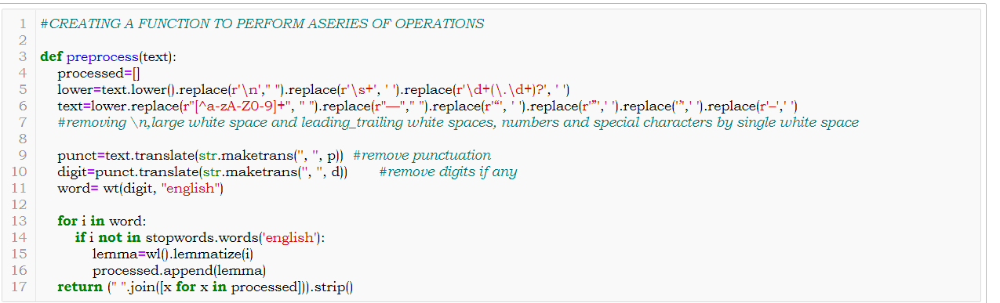 1 #CREATING A FUNCTION TO PERFORM ASERIES OF OPERATIONS
2
3 def preprocess(text):
4 processed=[]
5 lower=text.lower().replace(r'\n'," ").replace(r'\s+', ' ').replace(r'\d+(\.\d+)?', ' ')
6 text=lower.replace(r"[^a-zA-Z0-9]+", " ").replace(r"—"," ").replace(r'“', ' ').replace(r'”',' ').replace('’',' ').replace(r'–',' ')
7 #removing \n,large white space and leading_trailing white spaces, numbers and special characters by single white space
8
9 punct=text.translate(str.maketrans('', '', p)) #remove punctuation
10 digit=punct.translate(str.maketrans('', '', d)) #remove digits if any
11 word= wt(digit, "english")
12
13 for i in word:
14 if i not in stopwords.words('english'):
15 lemma=wl().lemmatize(i)
16 processed.append(lemma)
17 return (" ".join([x for x in processed])).strip()